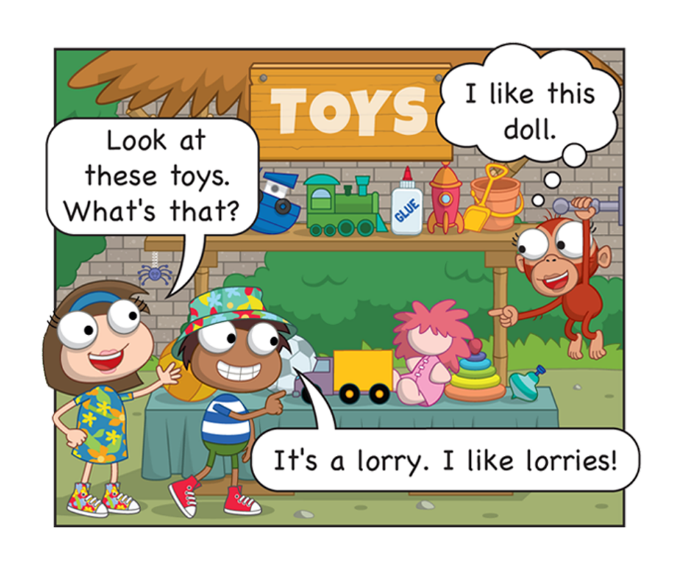 TOYS
Look at
these toys.
What's that?
I like this
doll.
GLUE
It's a lorry. I like lorries!